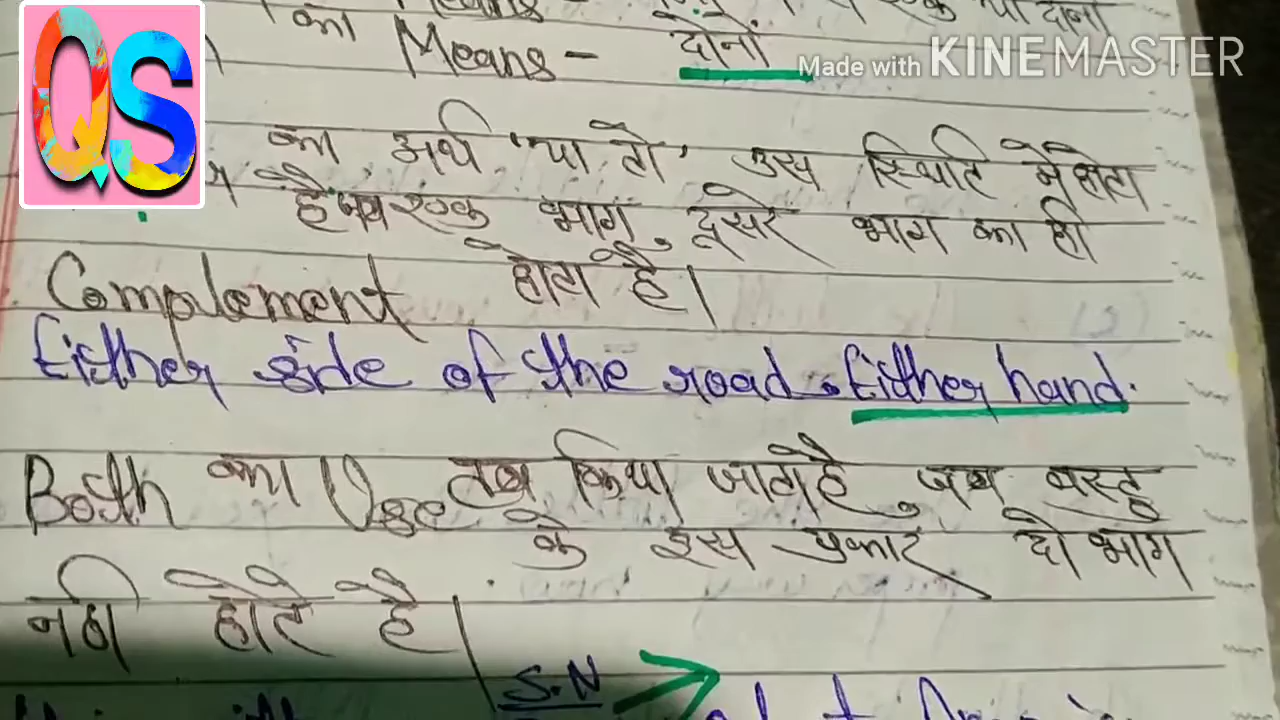 QS
Made with KINEMASTER
Means- या दोनों
का Means - दोनों
का अर्थ 'या तो' उस स्थिति में होता
है जब एक भाग दूसरे भाग का ही
Complement होता है।
Either side of the road. Either hand.
Both का Use तब किया जाता है, जब वस्तु
के इस प्रकार दो भाग
नही होते है।
S.N